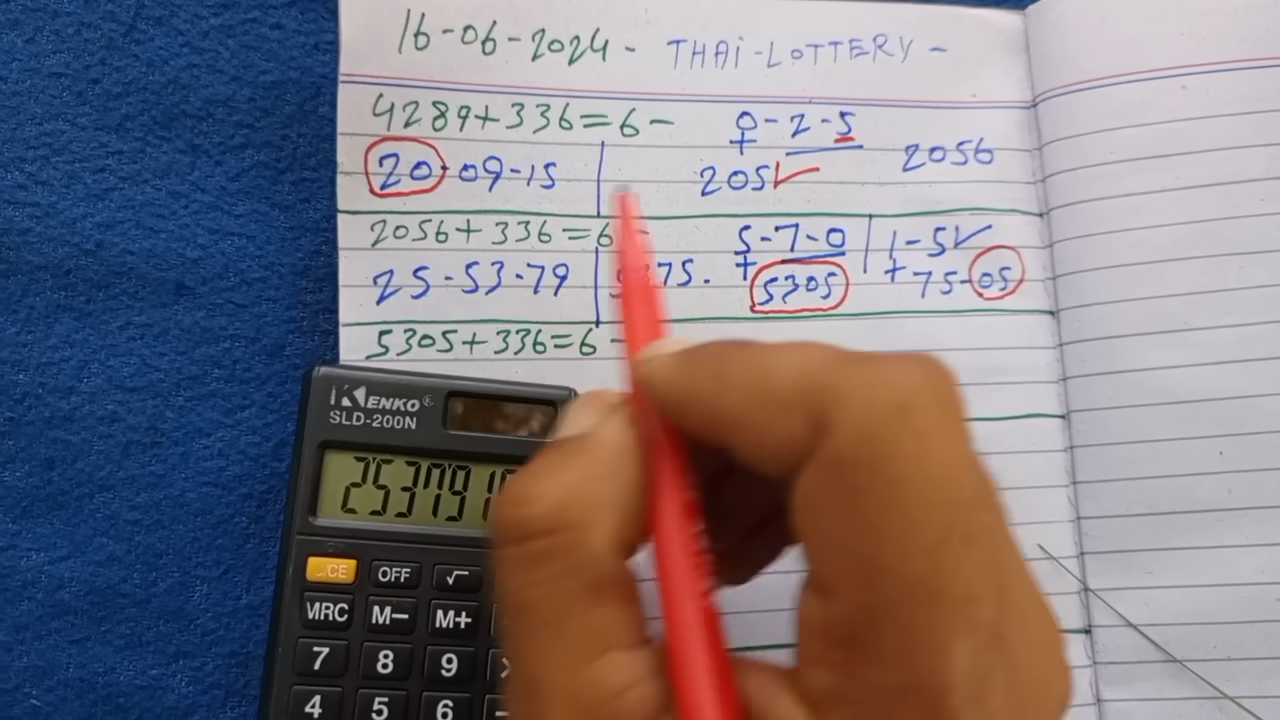 16-06-2024- THAI-LOTTERY-
4289+336=6- 0-2-5
20-09-15 205 2056
2056+336=6- 5-7-0 1-5
25-53-79 75. 5305 75-05
5305+336=6-
KENKO®
SLD-200N
253791
CE OFF √
MRC M− M+
7 8 9
4 5 6